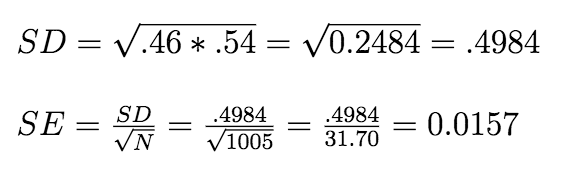 SD = √.46 * .54 = √0.2484 = .4984
SE = SD/√N = .4984/√1005 = .4984/31.70 = 0.0157